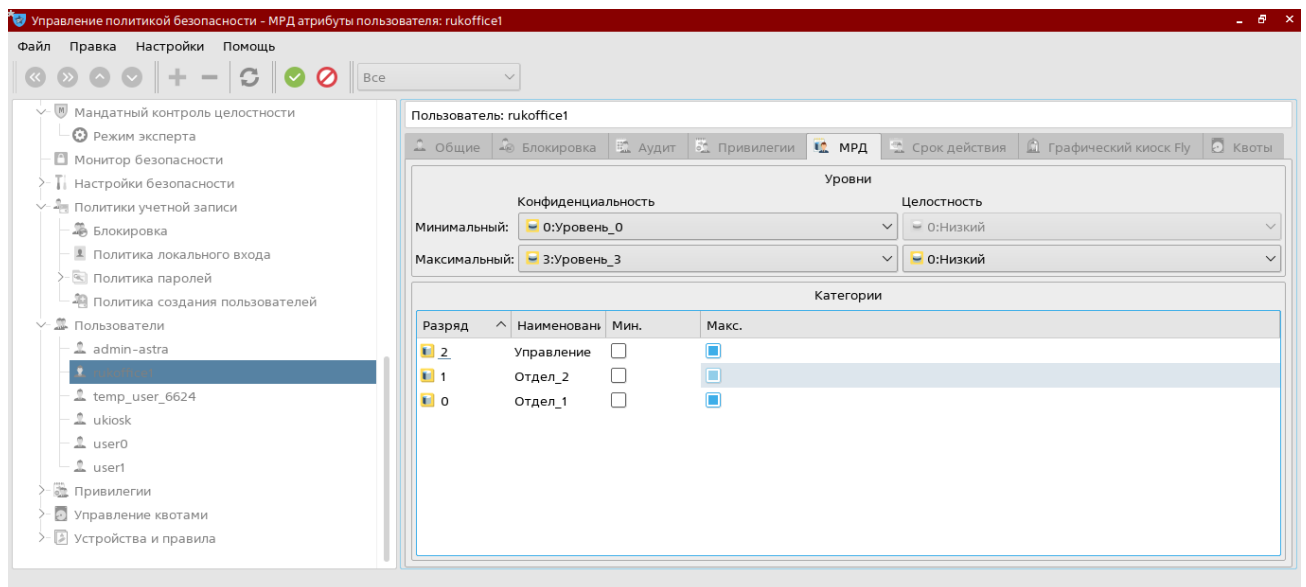 Управление политикой безопасности - МРД атрибуты пользователя: rukoffice1
Файл Правка Настройки Помощь
Все
Мандатный контроль целостности
Режим эксперта
Монитор безопасности
Настройки безопасности
Политики учетной записи
Блокировка
Политика локального входа
Политика паролей
Политика создания пользователей
Пользователи
admin-astra
rukoffice1
temp_user_6624
ukiosk
user0
user1
Привилегии
Управление квотами
Устройства и правила
Пользователь: rukoffice1
Общие Блокировка Аудит Привилегии МРД Срок действия Графический киоск Fly Квоты
Уровни
Конфиденциальность Целостность
Минимальный: 0:Уровень_0 0:Низкий
Максимальный: 3:Уровень_3 0:Низкий
Категории
Разряд Наименовани Мин. Макс.
2 Управление
1 Отдел_2
0 Отдел_1